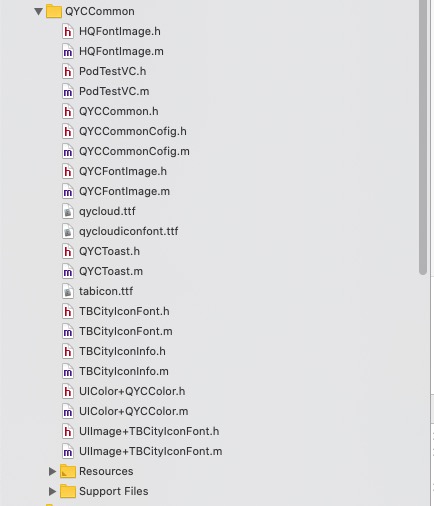 QYCCommon
HQFontImage.h
HQFontImage.m
PodTestVC.h
PodTestVC.m
QYCCommon.h
QYCCommonCofig.h
QYCCommonCofig.m
QYCFontImage.h
QYCFontImage.m
qycloud.ttf
qycloudiconfont.ttf
QYCToast.h
QYCToast.m
tabicon.ttf
TBCityIconFont.h
TBCityIconFont.m
TBCityIconInfo.h
TBCityIconInfo.m
UIColor+QYCColor.h
UIColor+QYCColor.m
UIImage+TBCityIconFont.h
UIImage+TBCityIconFont.m
Resources
Support Files